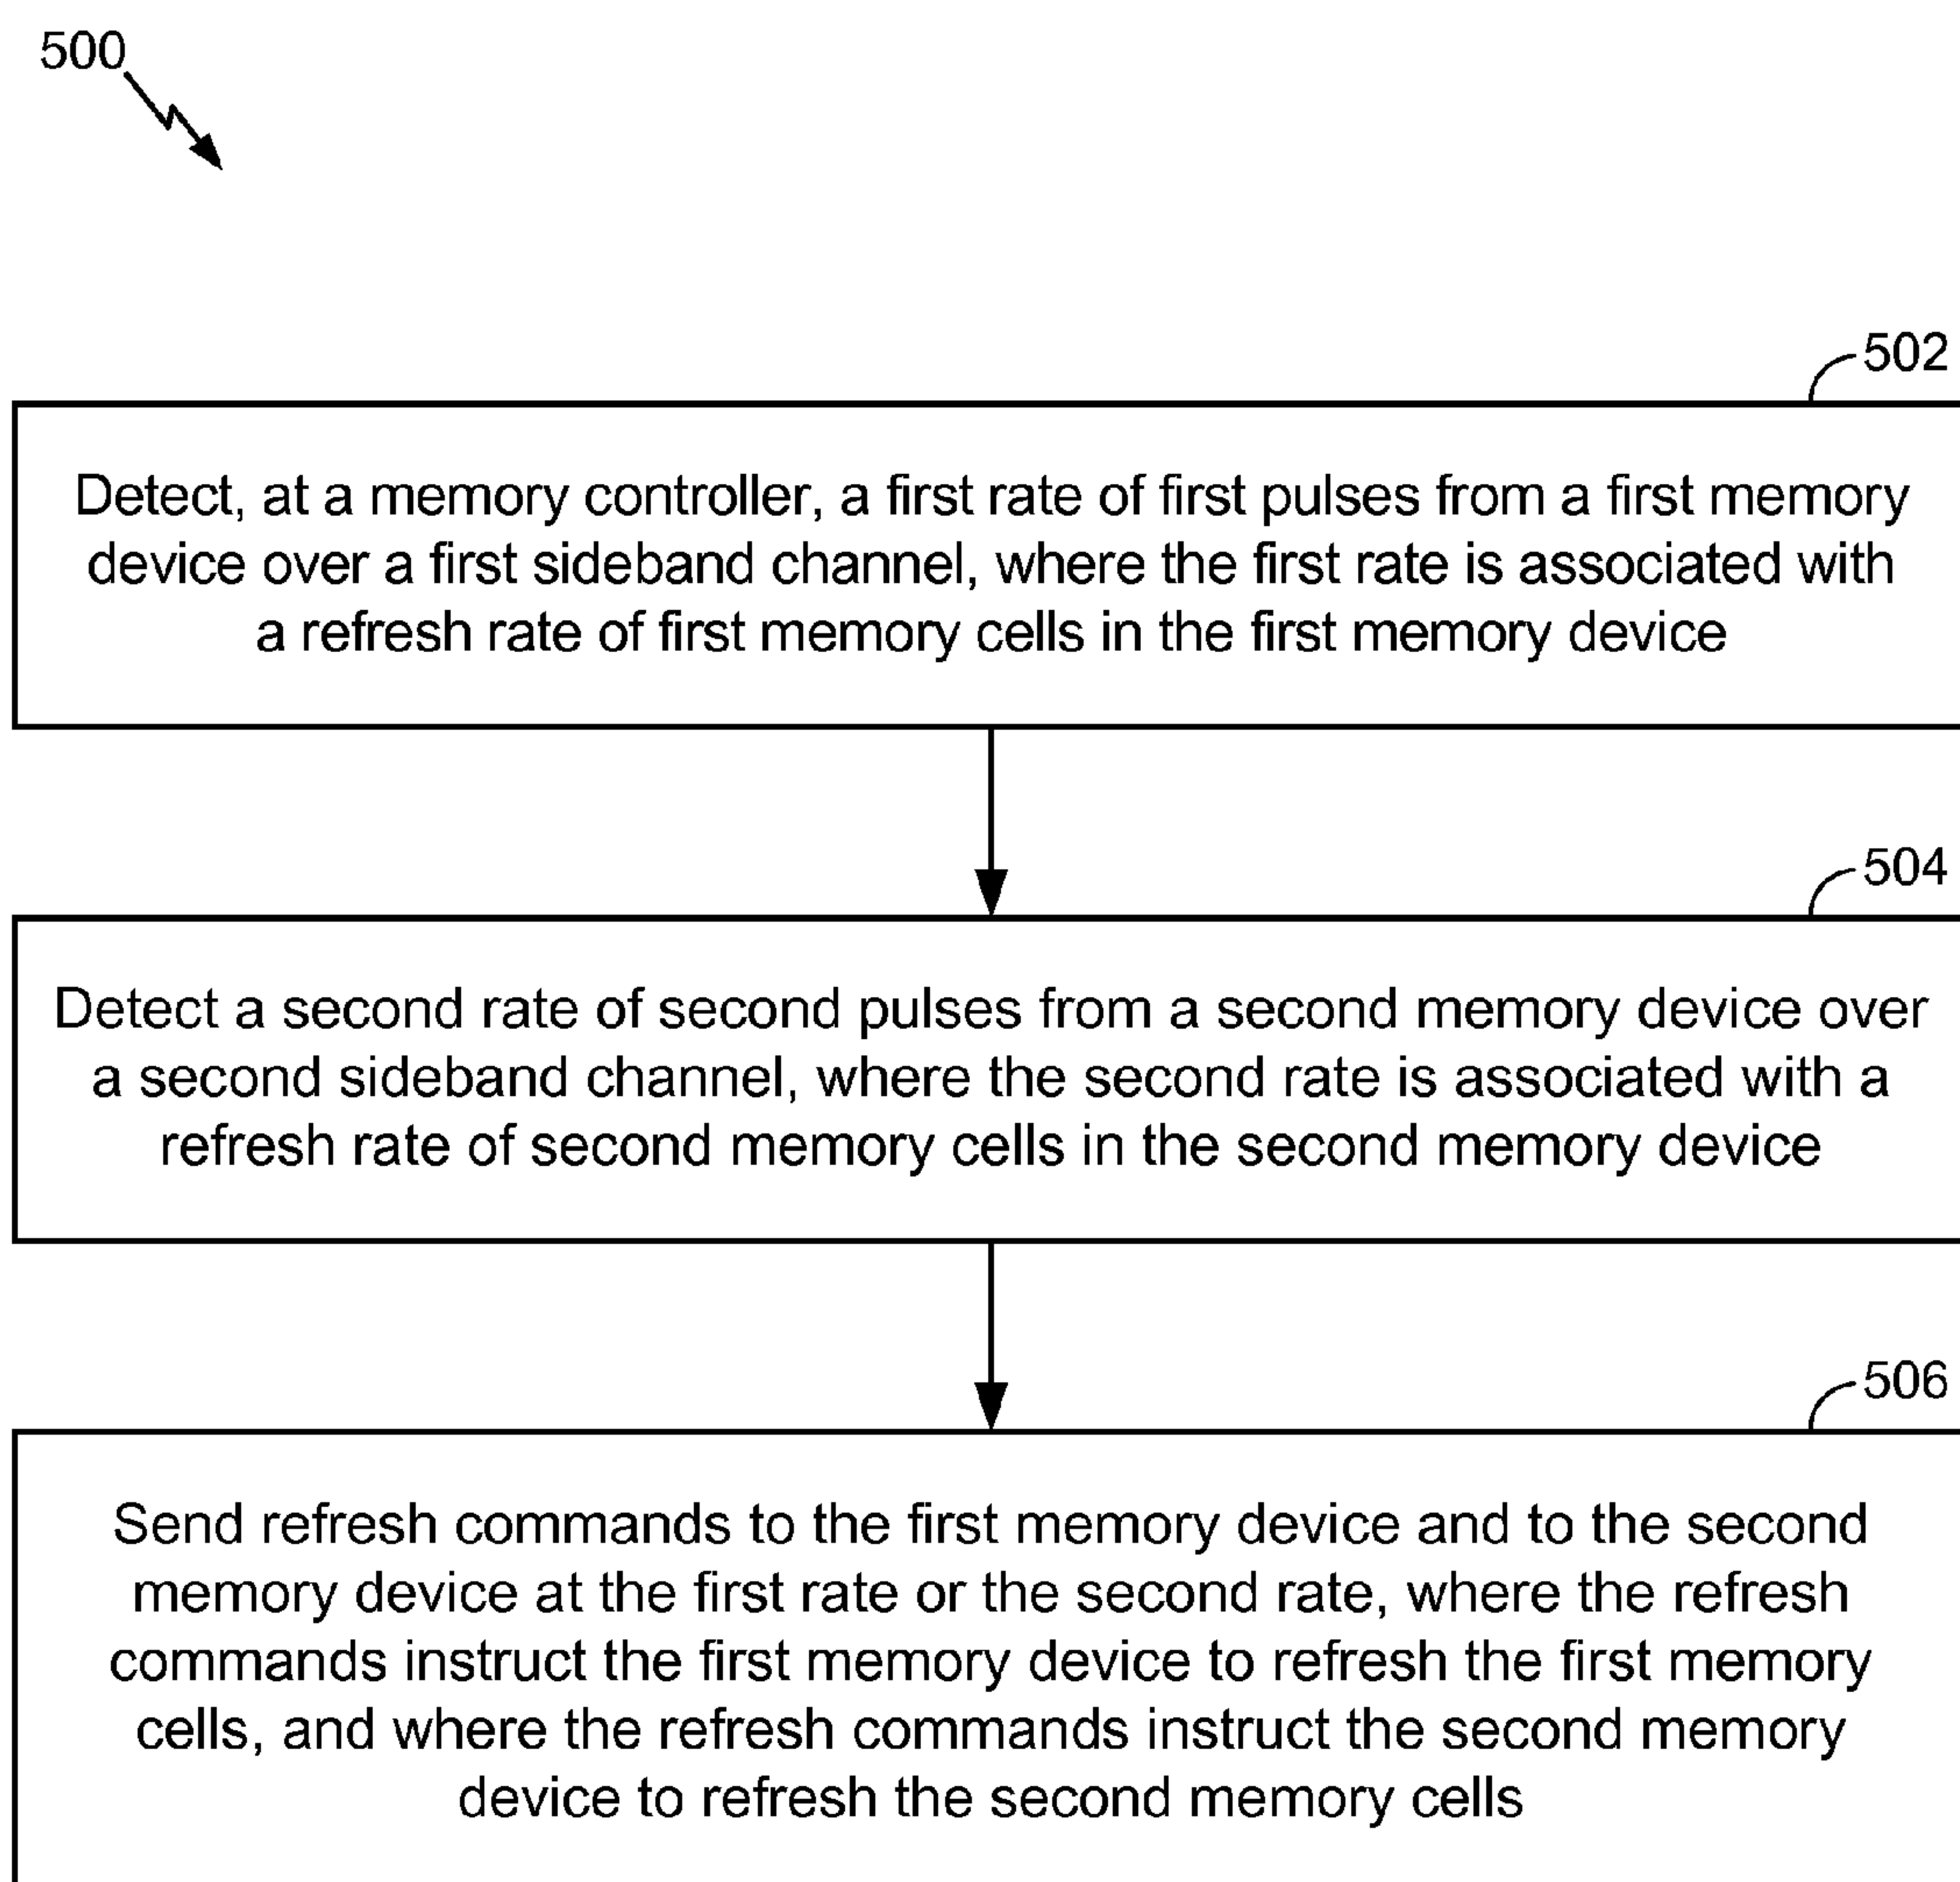 500
502
Detect, at a memory controller, a first rate of first pulses from a first memory
device over a first sideband channel, where the first rate is associated with
a refresh rate of first memory cells in the first memory device
504
Detect a second rate of second pulses from a second memory device over
a second sideband channel, where the second rate is associated with a
refresh rate of second memory cells in the second memory device
506
Send refresh commands to the first memory device and to the second
memory device at the first rate or the second rate, where the refresh
commands instruct the first memory device to refresh the first memory
cells, and where the refresh commands instruct the second memory
device to refresh the second memory cells